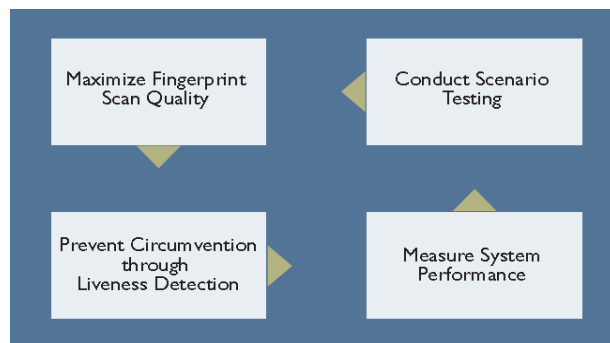 Maximize Fingerprint
Scan Quality
Conduct Scenario
Testing
Prevent Circumvention
through
Liveness Detection
Measure System
Performance